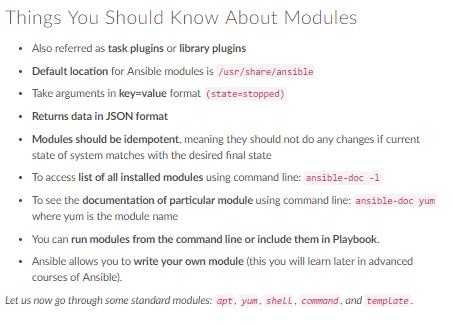 Things You Should Know About Modules
• Also referred as task plugins or library plugins
• Default location for Ansible modules is /usr/share/ansible
• Take arguments in key=value format (state=stopped)
• Returns data in JSON format
• Modules should be idempotent, meaning they should not do any changes if current
state of system matches with the desired final state
• To access list of all installed modules using command line: ansible-doc -l
• To see the documentation of particular module using command line: ansible-doc yum
where yum is the module name
• You can run modules from the command line or include them in Playbook.
• Ansible allows you to write your own module (this you will learn later in advanced
courses of Ansible).
Let us now go through some standard modules: apt, yum, shell, command, and template.